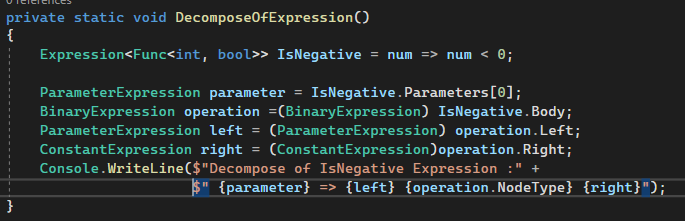 0 references
private static void DecomposeOfExpression()
{
Expression<Func<int, bool>> IsNegative = num => num < 0;
ParameterExpression parameter = IsNegative.Parameters[0];
BinaryExpression operation =(BinaryExpression) IsNegative.Body;
ParameterExpression left = (ParameterExpression) operation.Left;
ConstantExpression right = (ConstantExpression)operation.Right;
Console.WriteLine($"Decompose of IsNegative Expression :" +
$" {parameter} => {left} {operation.NodeType} {right}");
}